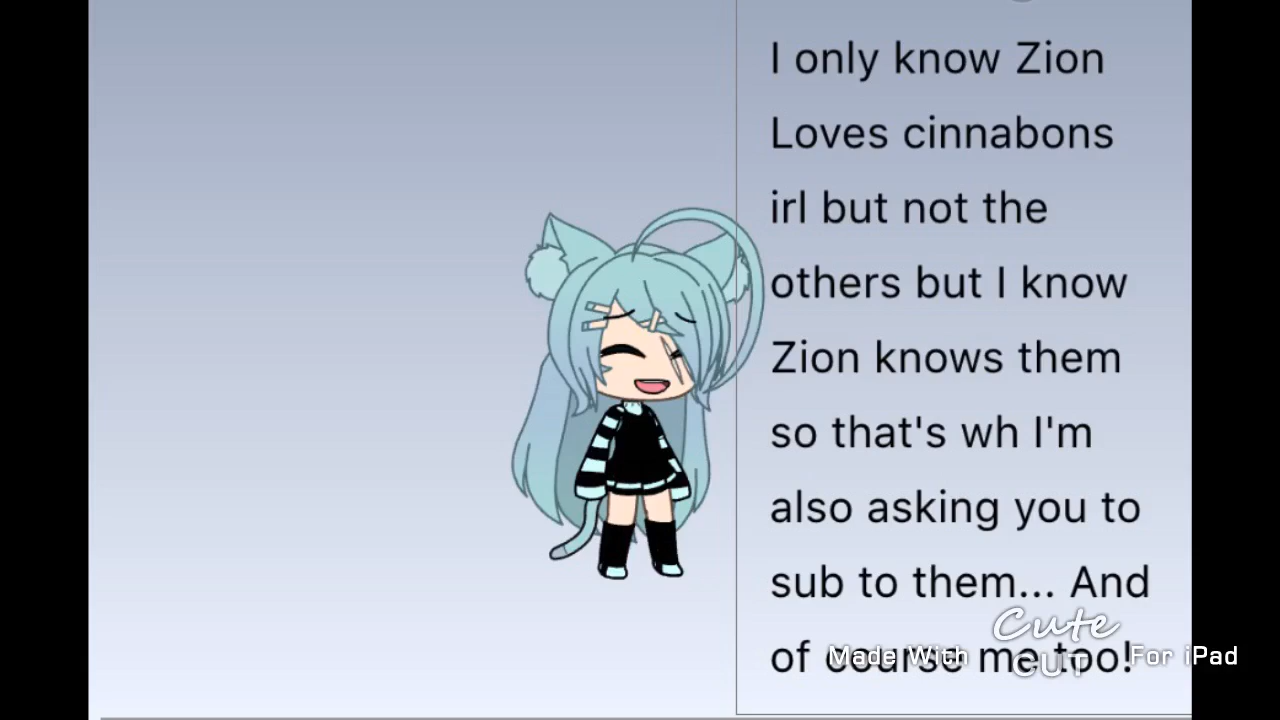 I only know Zion
Loves cinnabons
irl but not the
others but I know
Zion knows them
so that's wh I'm
also asking you to
sub to them... And
of course me too!
Made With Cute CUT For iPad